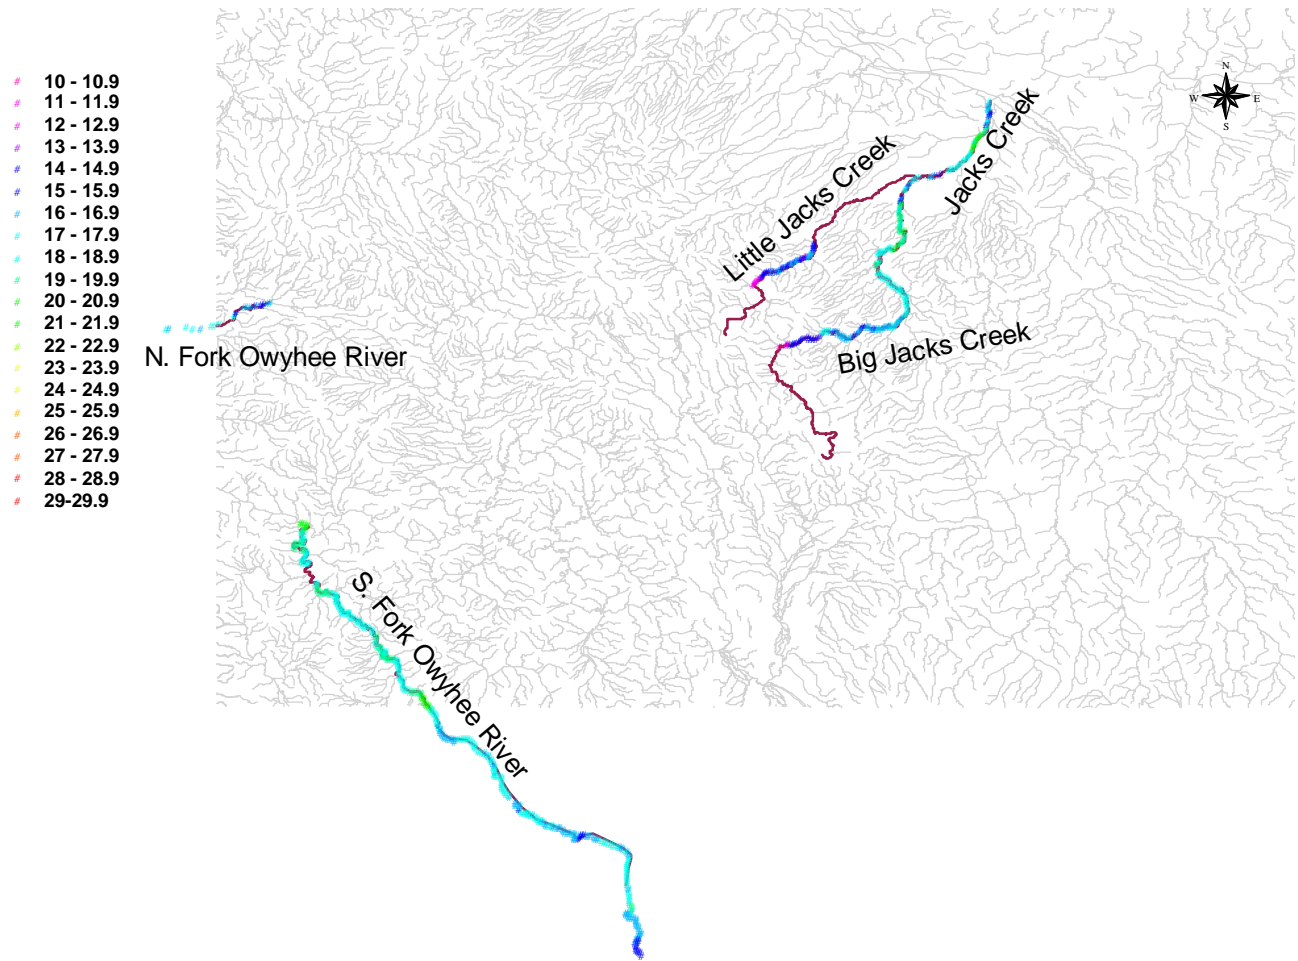 # 10 - 10.9
# 11 - 11.9
# 12 - 12.9
# 13 - 13.9
# 14 - 14.9
# 15 - 15.9
# 16 - 16.9
# 17 - 17.9
# 18 - 18.9
# 19 - 19.9
# 20 - 20.9
# 21 - 21.9
# 22 - 22.9
# 23 - 23.9
# 24 - 24.9
# 25 - 25.9
# 26 - 26.9
# 27 - 27.9
# 28 - 28.9
# 29-29.9
N
W E
S
Jacks Creek
Little Jacks Creek
Big Jacks Creek
N. Fork Owyhee River
S. Fork Owyhee River